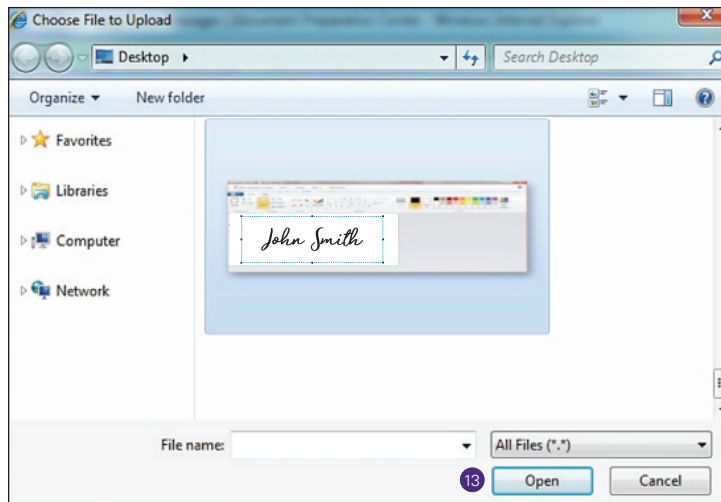 Choose File to Upload
Desktop
Search Desktop
Organize
New folder
Favorites
Libraries
Computer
Network
John Smith
File name:
All Files (*.*)
13
Open
Cancel